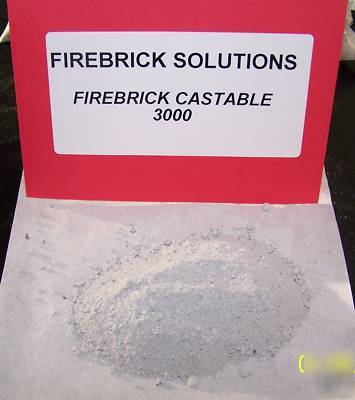 FIREBRICK SOLUTIONS
FIREBRICK CASTABLE
3000